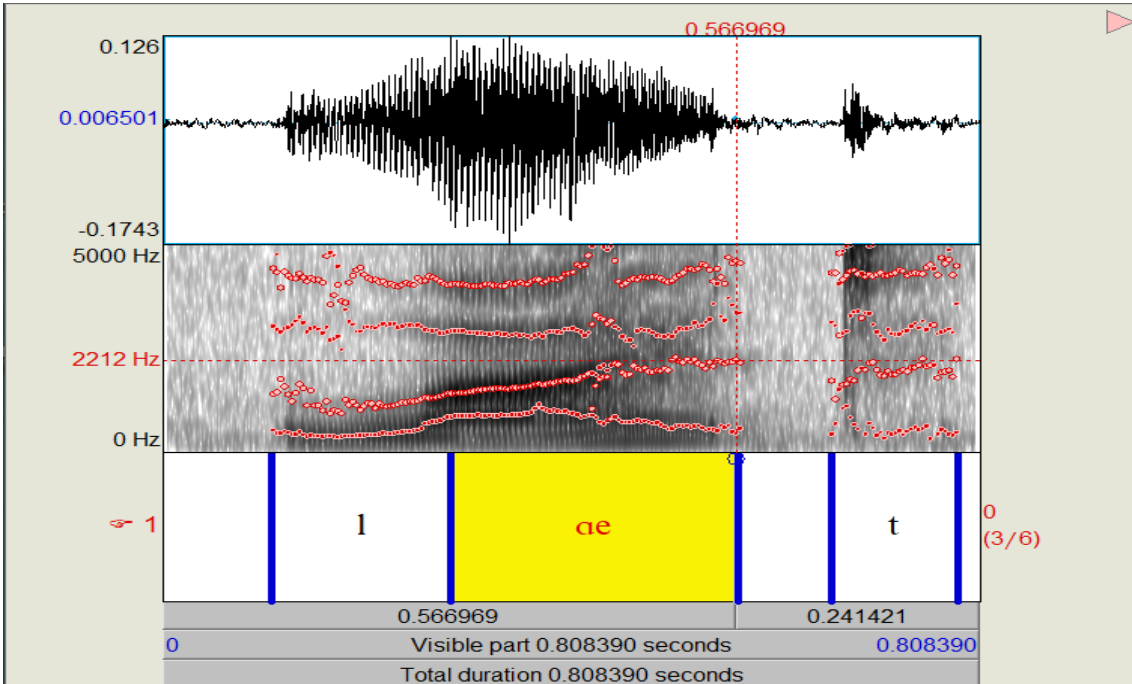 0.566969
0.126
0.006501
-0.1743
5000 Hz
2212 Hz
0 Hz
1 l ɑe t 0
(3/6)
0.566969 0.241421
0 Visible part 0.808390 seconds 0.808390
Total duration 0.808390 seconds